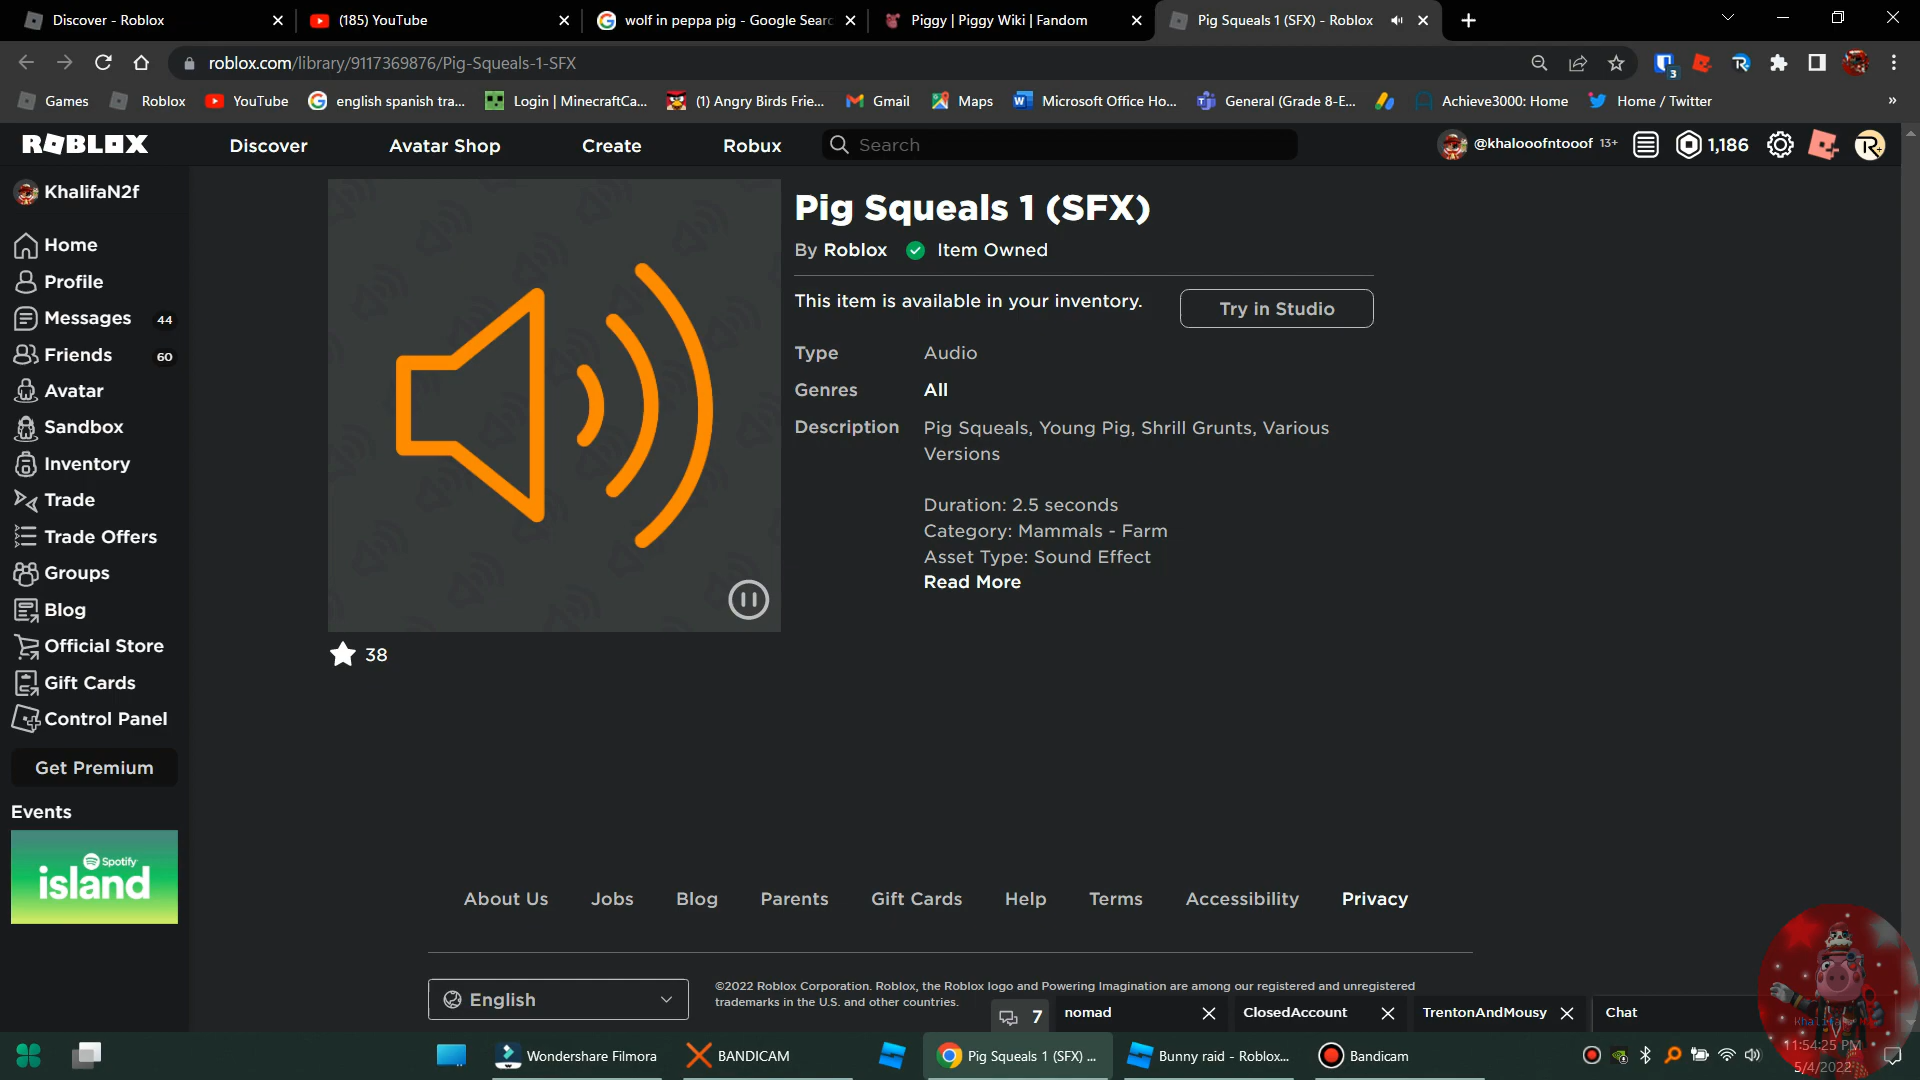 Discover - Roblox
(185) YouTube
wolf in peppa pig - Google Searc
Piggy | Piggy Wiki | Fandom
Pig Squeals 1 (SFX) - Roblox
roblox.com/library/9117369876/Pig-Squeals-1-SFX
3
Games
Roblox
YouTube
english spanish tra...
Login | MinecraftCa...
(1) Angry Birds Frie...
Gmail
Maps
Microsoft Office Ho...
General (Grade 8-E...
Achieve3000: Home
Home / Twitter
»
ROBLOX
Discover
Avatar Shop
Create
Robux
Search
@khalooofntooof 13+
1,186
KhalifaN2f
Home
Profile
Messages 44
Friends 60
Avatar
Sandbox
Inventory
Trade
Trade Offers
Groups
Blog
Official Store
Gift Cards
Control Panel
Get Premium
Events
Spotify
island
38
Pig Squeals 1 (SFX)
By Roblox Item Owned
This item is available in your inventory.
Try in Studio
Type Audio
Genres All
Description Pig Squeals, Young Pig, Shrill Grunts, Various
Versions
Duration: 2.5 seconds
Category: Mammals - Farm
Asset Type: Sound Effect
Read More
About Us
Jobs
Blog
Parents
Gift Cards
Help
Terms
Accessibility
Privacy
English
©2022 Roblox Corporation. Roblox, the Roblox logo and Powering Imagination are among our registered and unregistered
trademarks in the U.S. and other countries.
7
nomad
ClosedAccount
TrentonAndMousy
Chat
Wondershare Filmora
BANDICAM
Pig Squeals 1 (SFX) ...
Bunny raid - Roblox...
Bandicam
11:54:25 PM
5/4/2022